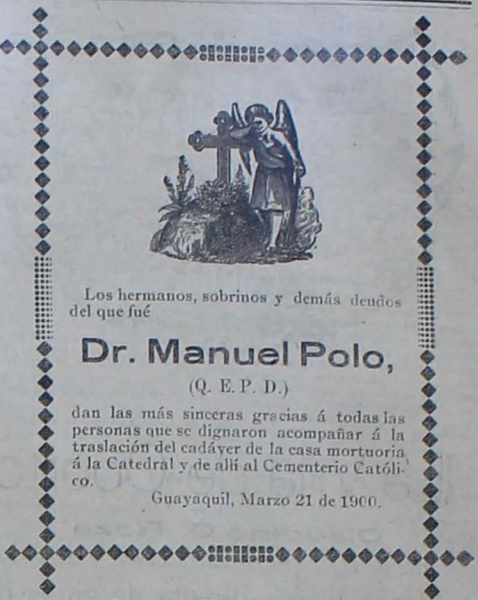 Los hermanos, sobrinos y demás deudos
del que fué
Dr. Manuel Polo,
(Q. E. P. D.)
dan las más sinceras gracias á todas las
personas que se dignaron acompañar á la
traslación del cadáver de la casa mortuoria
á la Catedral y de allí al Cementerio Católi-
co.
Guayaquil, Marzo 21 de 1900.